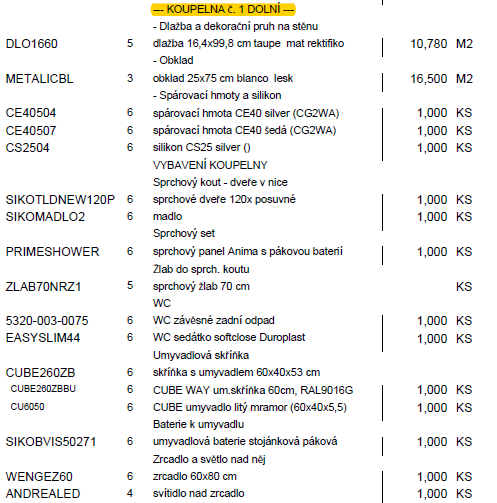 --- KOUPELNA č. 1 DOLNÍ ---
- Dlažba a dekorační pruh na stěnu
DLO1660 5 dlažba 16,4x99,8 cm taupe mat rektifiko 10,780 M2
- Obklad
METALICBL 3 obklad 25x75 cm blanco lesk 16,500 M2
- Spárovací hmoty a silikon
CE40504 6 spárovací hmota CE40 silver (CG2WA) 1,000 KS
CE40507 6 spárovací hmota CE40 šedá (CG2WA) 1,000 KS
CS2504 6 silikon CS25 silver () 1,000 KS
VYBAVENÍ KOUPELNY
Sprchový kout - dveře v nice
SIKOTLDNEW120P 6 sprchové dveře 120x posuvné 1,000 KS
SIKOMADLO2 6 madlo 1,000 KS
Sprchový set
PRIMESHOWER 6 sprchový panel Anima s pákovou baterií 1,000 KS
Žlab do sprch. koutu
ZLAB70NRZ1 5 sprchový žlab 70 cm KS
WC
5320-003-0075 6 WC závěsné zadní odpad 1,000 KS
EASYSLIM44 6 WC sedátko softclose Duroplast 1,000 KS
Umyvadlová skříňka
CUBE260ZB 6 skříňka s umyvadlem 60x40x53 cm
CUBE260ZBBU 6 CUBE WAY um.skříňka 60cm, RAL9016G 1,000 KS
CU6050 6 CUBE umyvadlo litý mramor (60x40x5,5) 1,000 KS
Baterie k umyvadlu
SIKOBVIS50271 6 umyvadlová baterie stojánková páková 1,000 KS
Zrcadlo a světlo nad něj
WENGEZ60 6 zrcadlo 60x80 cm 1,000 KS
ANDREALED 4 svítidlo nad zrcadlo 1,000 KS